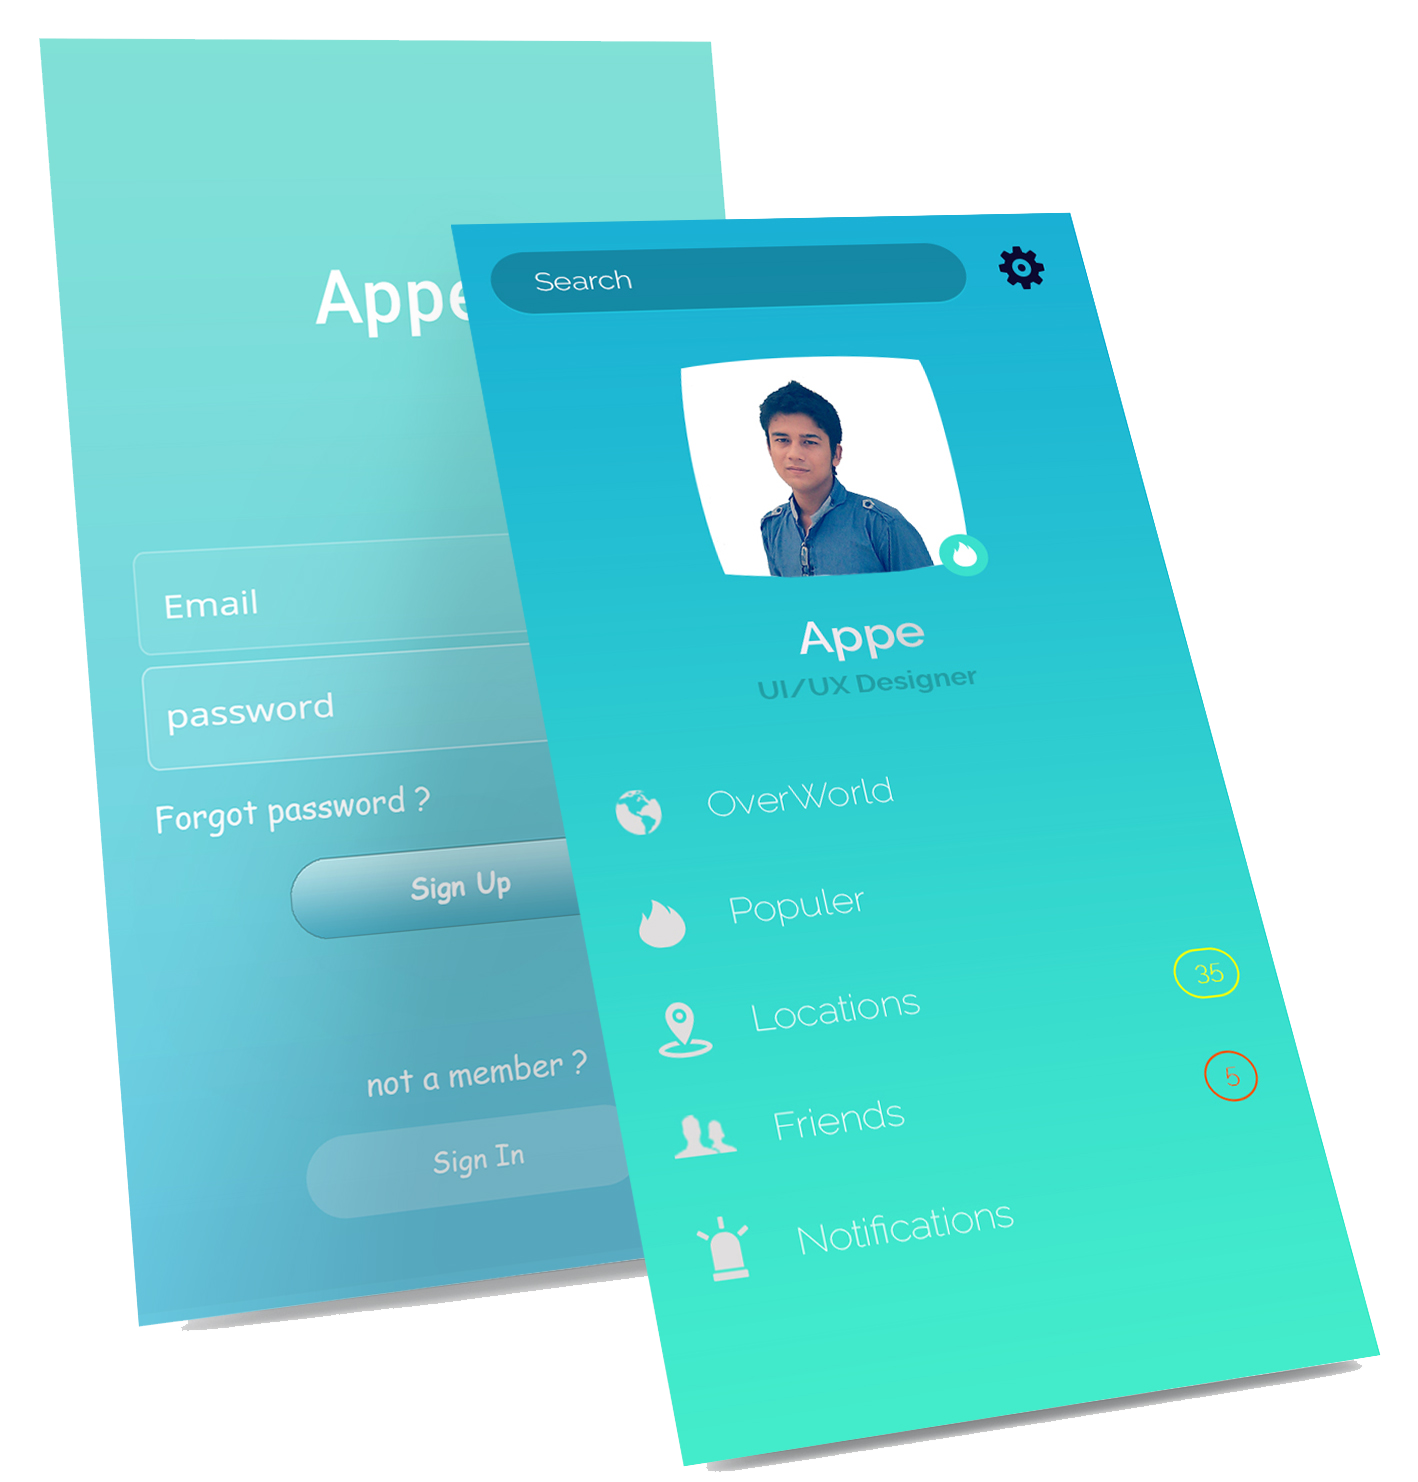 Appe
Email
password
Forgot password ?
Sign Up
not a member ?
Sign In
Search
Appe
UI/UX Designer
OverWorld
Populer
Locations
35
Friends
5
Notifications